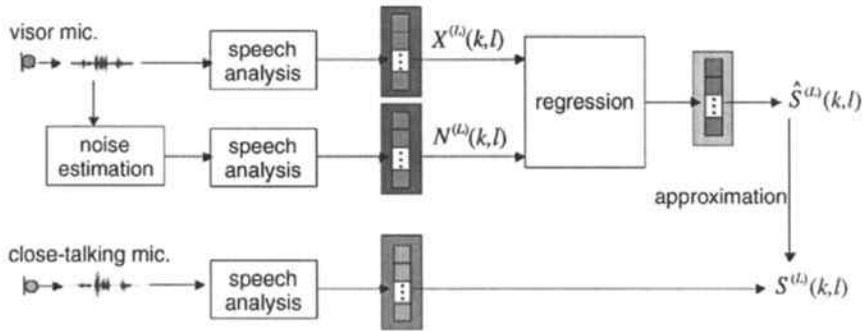 visor mic.
speech
analysis
X^(L)(k,l)
regression
Ŝ^(L)(k,l)
noise
estimation
speech
analysis
N^(L)(k,l)
approximation
close-talking mic.
speech
analysis
S^(L)(k,l)